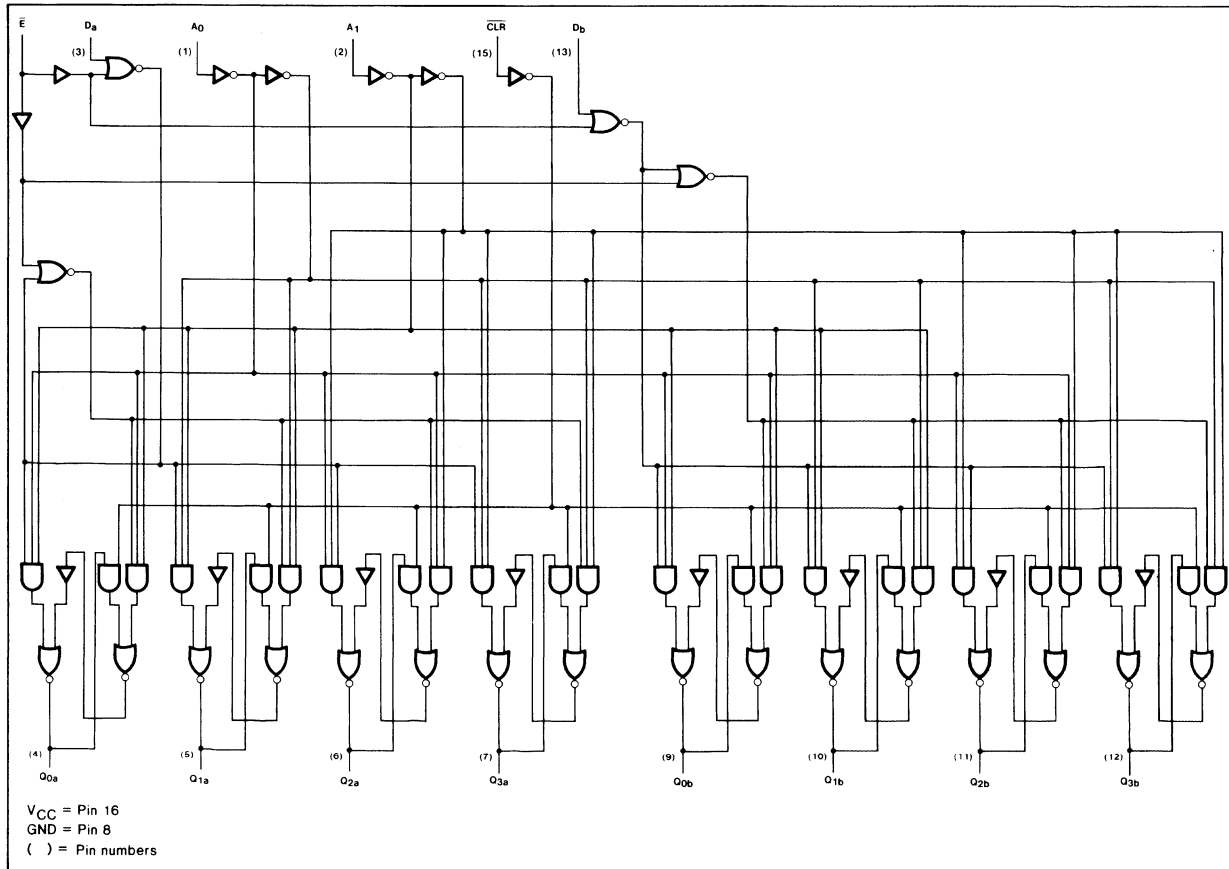 E̅ Da A0 A1 C̅L̅R̅ Db
(3) (1) (2) (15) (13)
(4) (5) (6) (7) (9) (10) (11) (12)
Q0a Q1a Q2a Q3a Q0b Q1b Q2b Q3b
VCC = Pin 16
GND = Pin 8
( ) = Pin numbers